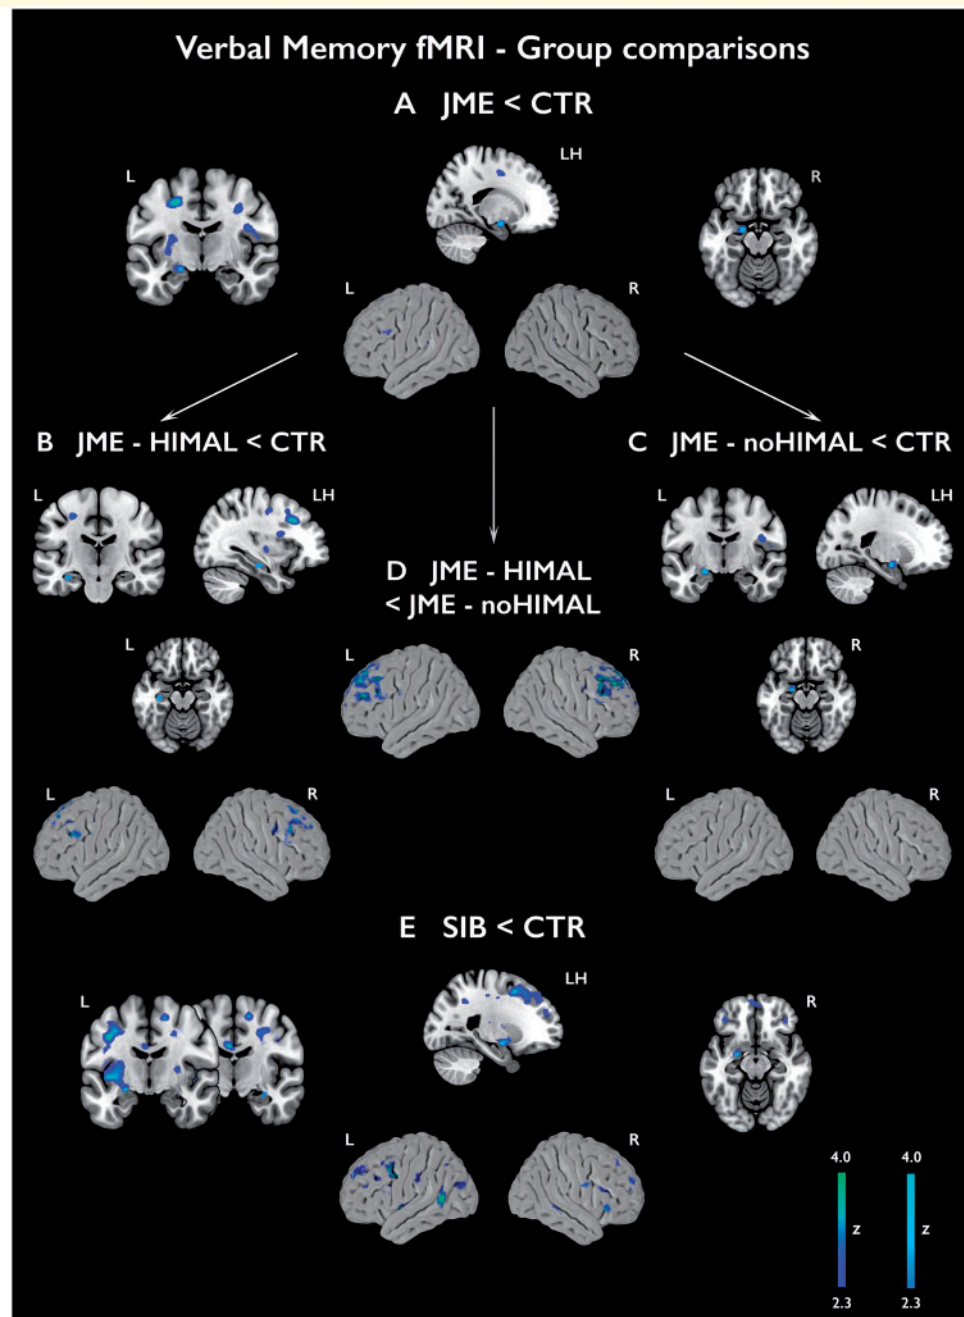 Verbal Memory fMRI - Group comparisons
A JME < CTR
L
LH
R
L
R
B JME - HIMAL < CTR
C JME - noHIMAL < CTR
L
LH
L
LH
D JME - HIMAL
< JME - noHIMAL
L
R
L
R
L
R
L
R
E SIB < CTR
L
LH
R
L
R
4.0
4.0
z
z
2.3
2.3